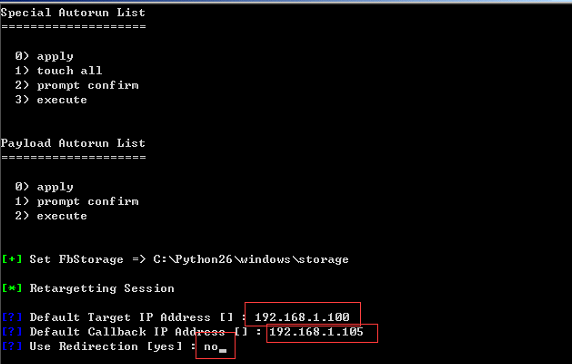 Special Autorun List
====================
0) apply
1) touch all
2) prompt confirm
3) execute
Payload Autorun List
====================
0) apply
1) prompt confirm
2) execute
[+] Set FbStorage => C:\Python26\windows\storage
[*] Retargetting Session
[?] Default Target IP Address [] : 192.168.1.100
[?] Default Callback IP Address [] : 192.168.1.105
[?] Use Redirection [yes] : no_